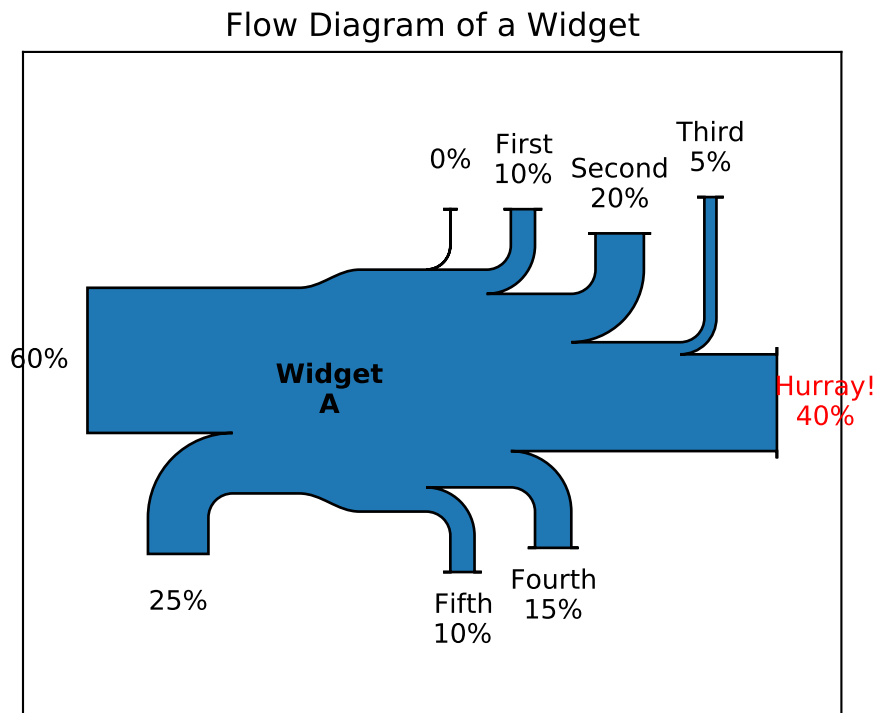 Flow Diagram of a Widget
0%
First
10%
Second
20%
Third
5%
60%
Widget
A
Hurray!
40%
25%
Fifth
10%
Fourth
15%